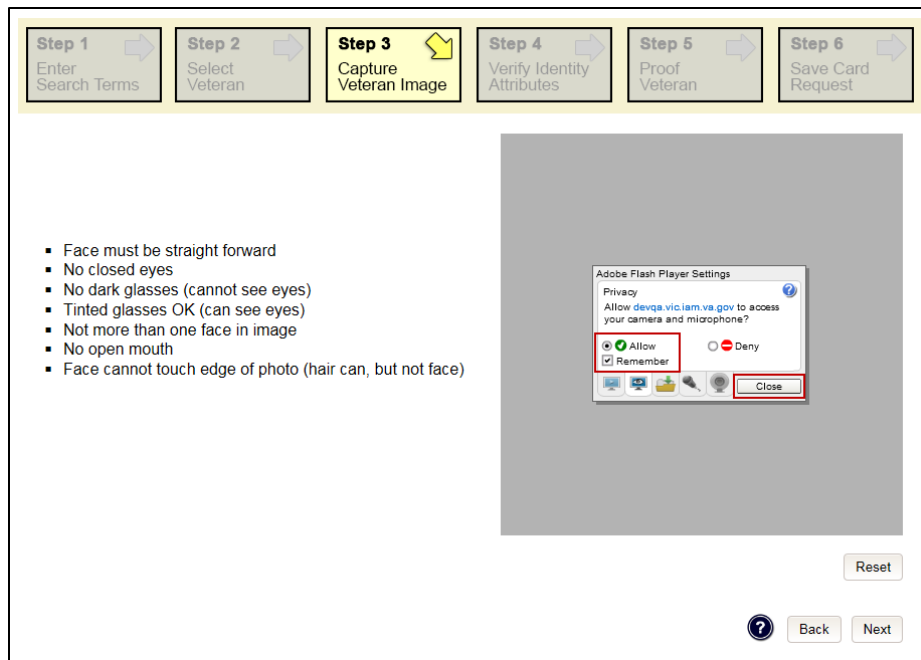 Step 1
Enter
Search Terms
Step 2
Select
Veteran
Step 3
Capture
Veteran Image
Step 4
Verify Identity
Attributes
Step 5
Proof
Veteran
Step 6
Save Card
Request
▪ Face must be straight forward
▪ No closed eyes
▪ No dark glasses (cannot see eyes)
▪ Tinted glasses OK (can see eyes)
▪ Not more than one face in image
▪ No open mouth
▪ Face cannot touch edge of photo (hair can, but not face)
Adobe Flash Player Settings
Privacy
?
Allow devqa.vic.iam.va.gov to access
your camera and microphone?
Allow
Deny
Remember
Close
Reset
?
Back
Next